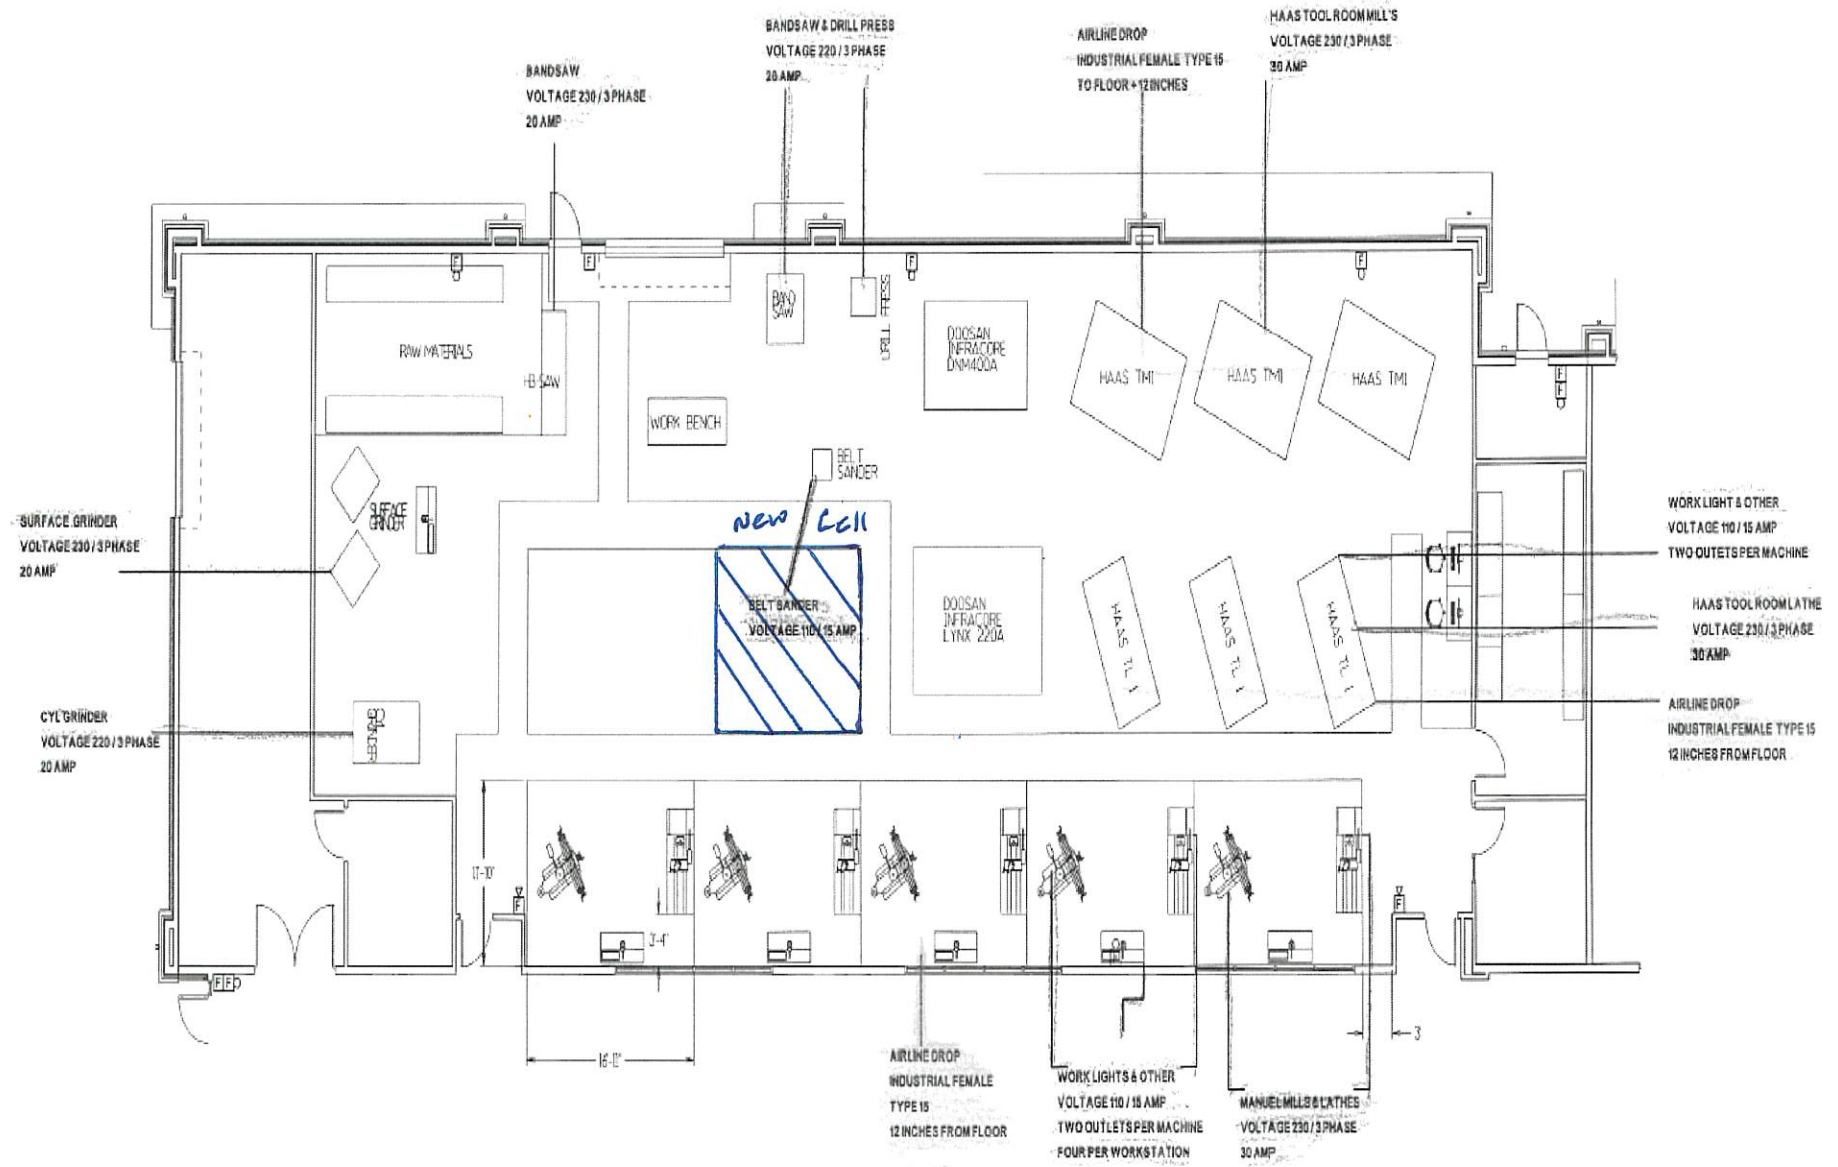 BANDSAW & DRILL PRESS
VOLTAGE 220 / 3 PHASE
20 AMP
AIRLINE DROP
INDUSTRIAL FEMALE TYPE 15
TO FLOOR + 12 INCHES
HAAS TOOL ROOM MILL'S
VOLTAGE 230 / 3 PHASE
30 AMP
BANDSAW
VOLTAGE 230 / 3 PHASE
20 AMP
F
F
F
F
RAW MATERIALS
HB SAW
BAND
SAW
DRILL PRESS
DOOSAN
INFRACORE
DNM400A
HAAS TM1
HAAS TM1
HAAS TM1
F
F
WORK BENCH
BELT
SANDER
SURFACE
GRINDER
New Cell
SURFACE GRINDER
VOLTAGE 230 / 3 PHASE
20 AMP
WORK LIGHT & OTHER
VOLTAGE 110 / 15 AMP
TWO OUTETS PER MACHINE
BELT SANDER
VOLTAGE 110 / 15 AMP
DOOSAN
INFRACORE
LYNX 220A
HAAS TL 1
HAAS TL 1
HAAS TL 1
HAAS TOOL ROOM LATHE
VOLTAGE 230 / 3 PHASE
30 AMP
CYL GRINDER
VOLTAGE 220 / 3 PHASE
20 AMP
AIRLINE DROP
INDUSTRIAL FEMALE TYPE 15
12 INCHES FROM FLOOR
F
F
3'-4"
FF
16'-11"
3
AIRLINE DROP
INDUSTRIAL FEMALE
TYPE 15
12 INCHES FROM FLOOR
WORK LIGHTS & OTHER
VOLTAGE 110 / 15 AMP
TWO OUTLETS PER MACHINE
FOUR PER WORKSTATION
MANUEL MILLS & LATHES
VOLTAGE 230 / 3 PHASE
30 AMP